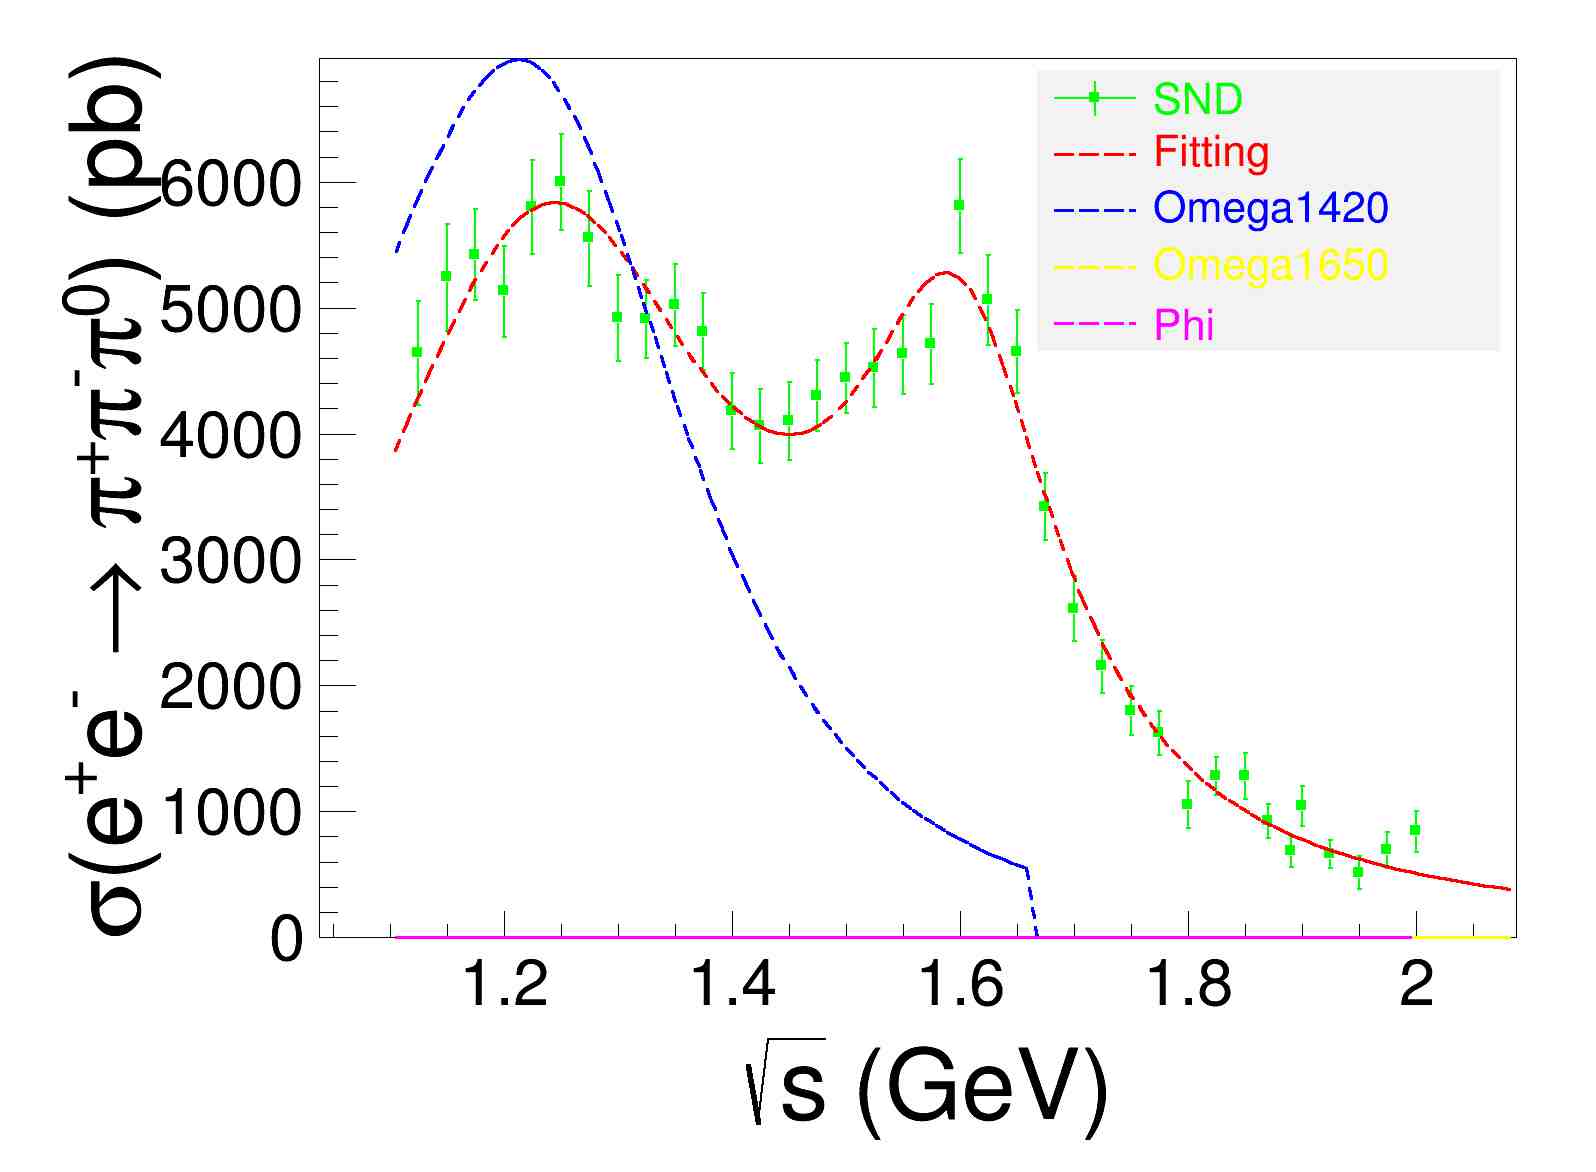 σ(e⁺e⁻ → π⁺π⁻π⁰) (pb)
6000
5000
4000
3000
2000
1000
0
SND
Fitting
Omega1420
Omega1650
Phi
1.2 1.4 1.6 1.8 2
√s (GeV)